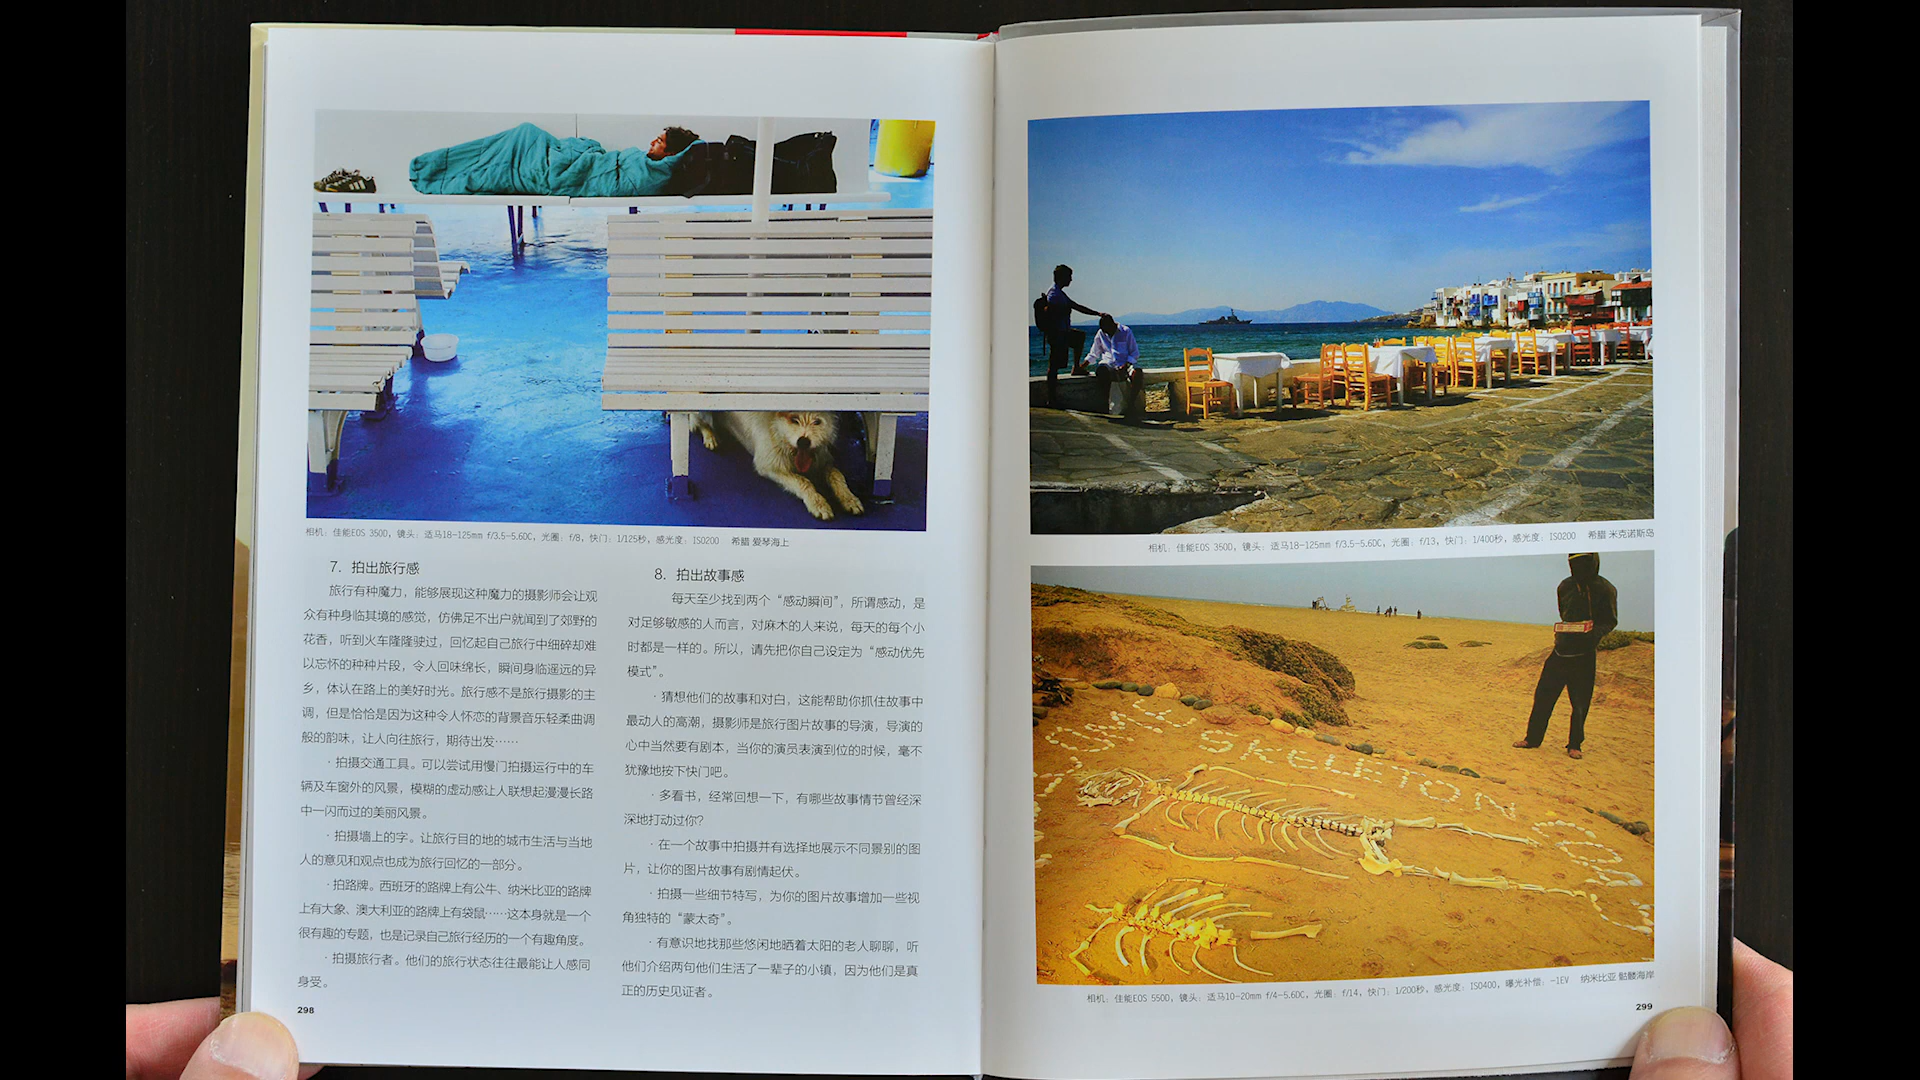 相机：佳能EOS 350D，镜头：适马18-125mm f/3.5-5.6DC，光圈：f/8，快门：1/125秒，感光度：ISO200　希腊 爱琴海上
7. 拍出旅行感
旅行有种魔力，能够展现这种魔力的摄影师会让观
众有种身临其境的感觉，仿佛足不出户就闻到了郊野的
花香，听到火车隆隆驶过，回忆起自己旅行中细碎却难
以忘怀的种种片段，令人回味绵长，瞬间身临遥远的异
乡，体认在路上的美好时光。旅行感不是旅行摄影的主
调，但是恰恰是因为这种令人怀恋的背景音乐轻柔曲调
般的韵味，让人向往旅行，期待出发……
·拍摄交通工具。可以尝试用慢门拍摄运行中的车
辆及车窗外的风景，模糊的虚动感让人联想起漫漫长路
中一闪而过的美丽风景。
·拍摄墙上的字。让旅行目的地的城市生活与当地
人的意见和观点也成为旅行回忆的一部分。
·拍路牌。西班牙的路牌上有公牛、纳米比亚的路牌
上有大象、澳大利亚的路牌上有袋鼠……这本身就是一个
很有趣的专题，也是记录自己旅行经历的一个有趣角度。
·拍摄旅行者。他们的旅行状态往往最能让人感同
身受。
298
8. 拍出故事感
每天至少找到两个“感动瞬间”，所谓感动，是
对足够敏感的人而言，对麻木的人来说，每天的每个小
时都是一样的。所以，请先把你自己设定为“感动优先
模式”。
·猜想他们的故事和对白，这能帮助你抓住故事中
最动人的高潮，摄影师是旅行图片故事的导演，导演的
心中当然要有剧本，当你的演员表演到位的时候，毫不
犹豫地按下快门吧。
·多看书，经常回想一下，有哪些故事情节曾经深
深地打动过你？
·在一个故事中拍摄并有选择地展示不同景别的图
片，让你的图片故事有剧情起伏。
·拍摄一些细节特写，为你的图片故事增加一些视
角独特的“蒙太奇”。
·有意识地找那些悠闲地晒着太阳的老人聊聊，听
他们介绍两句他们生活了一辈子的小镇，因为他们是真
正的历史见证者。
相机：佳能EOS 350D，镜头：适马18-125mm f/3.5-5.6DC，光圈：f/13，快门：1/400秒，感光度：ISO200　希腊 米克诺斯岛
SKELETON
相机：佳能EOS 550D，镜头：适马10-20mm f/4-5.6DC，光圈：f/14，快门：1/200秒，感光度：ISO400，曝光补偿：-1EV　纳米比亚 骷髅海岸
299